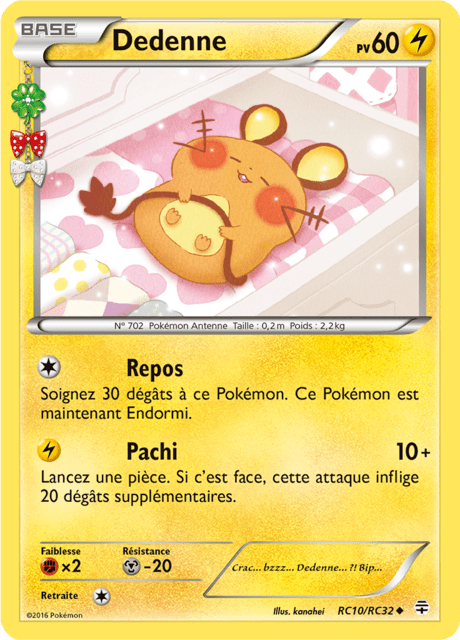 BASE
Dedenne
PV60
Nº 702 Pokémon Antenne Taille : 0,2 m Poids : 2,2 kg
Repos
Soignez 30 dégâts à ce Pokémon. Ce Pokémon est
maintenant Endormi.
Pachi 10+
Lancez une pièce. Si c'est face, cette attaque inflige
20 dégâts supplémentaires.
Faiblesse Résistance
×2 -20
Crac... bzzz... Dedenne... ?! Bip...
Retraite
Illus. kanahei RC10/RC32
©2016 Pokémon